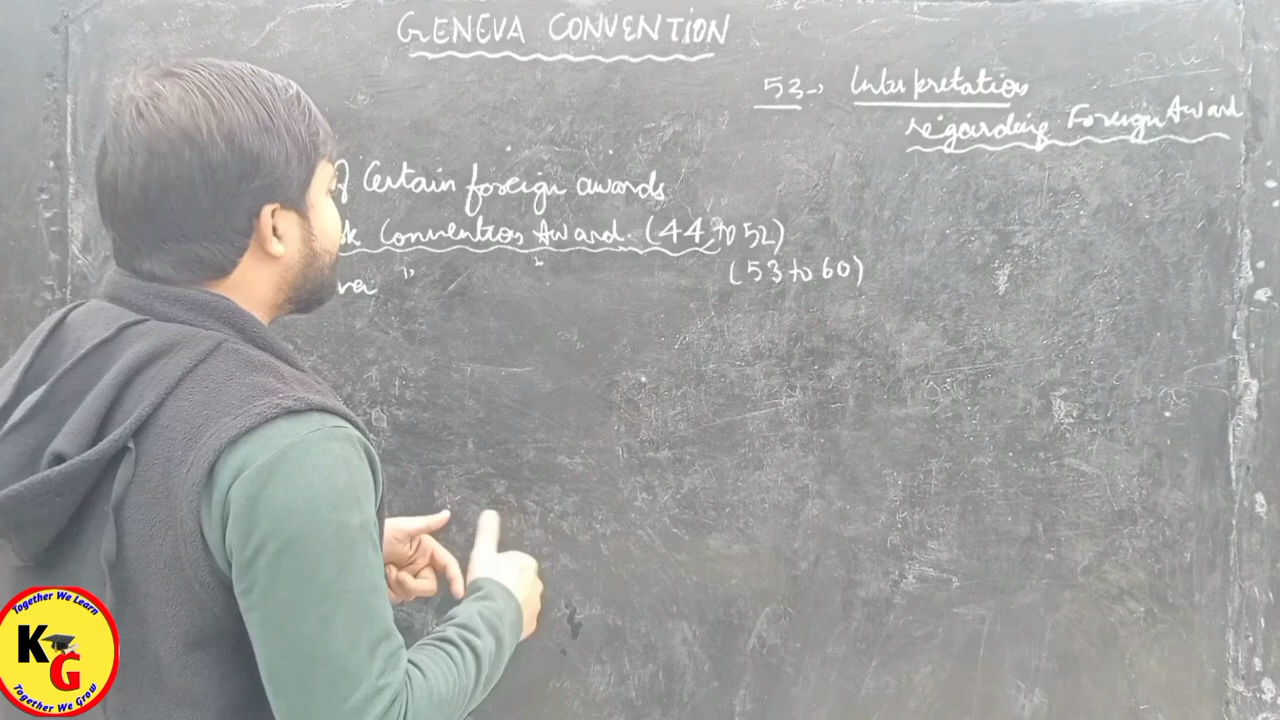 GENEVA CONVENTION
53→ Interpretation
regarding Foreign Award
of Certain foreign awards
Convention Award. (44 to 52)
" " (53 to 60)
Together We Learn
KG
Together We Grow